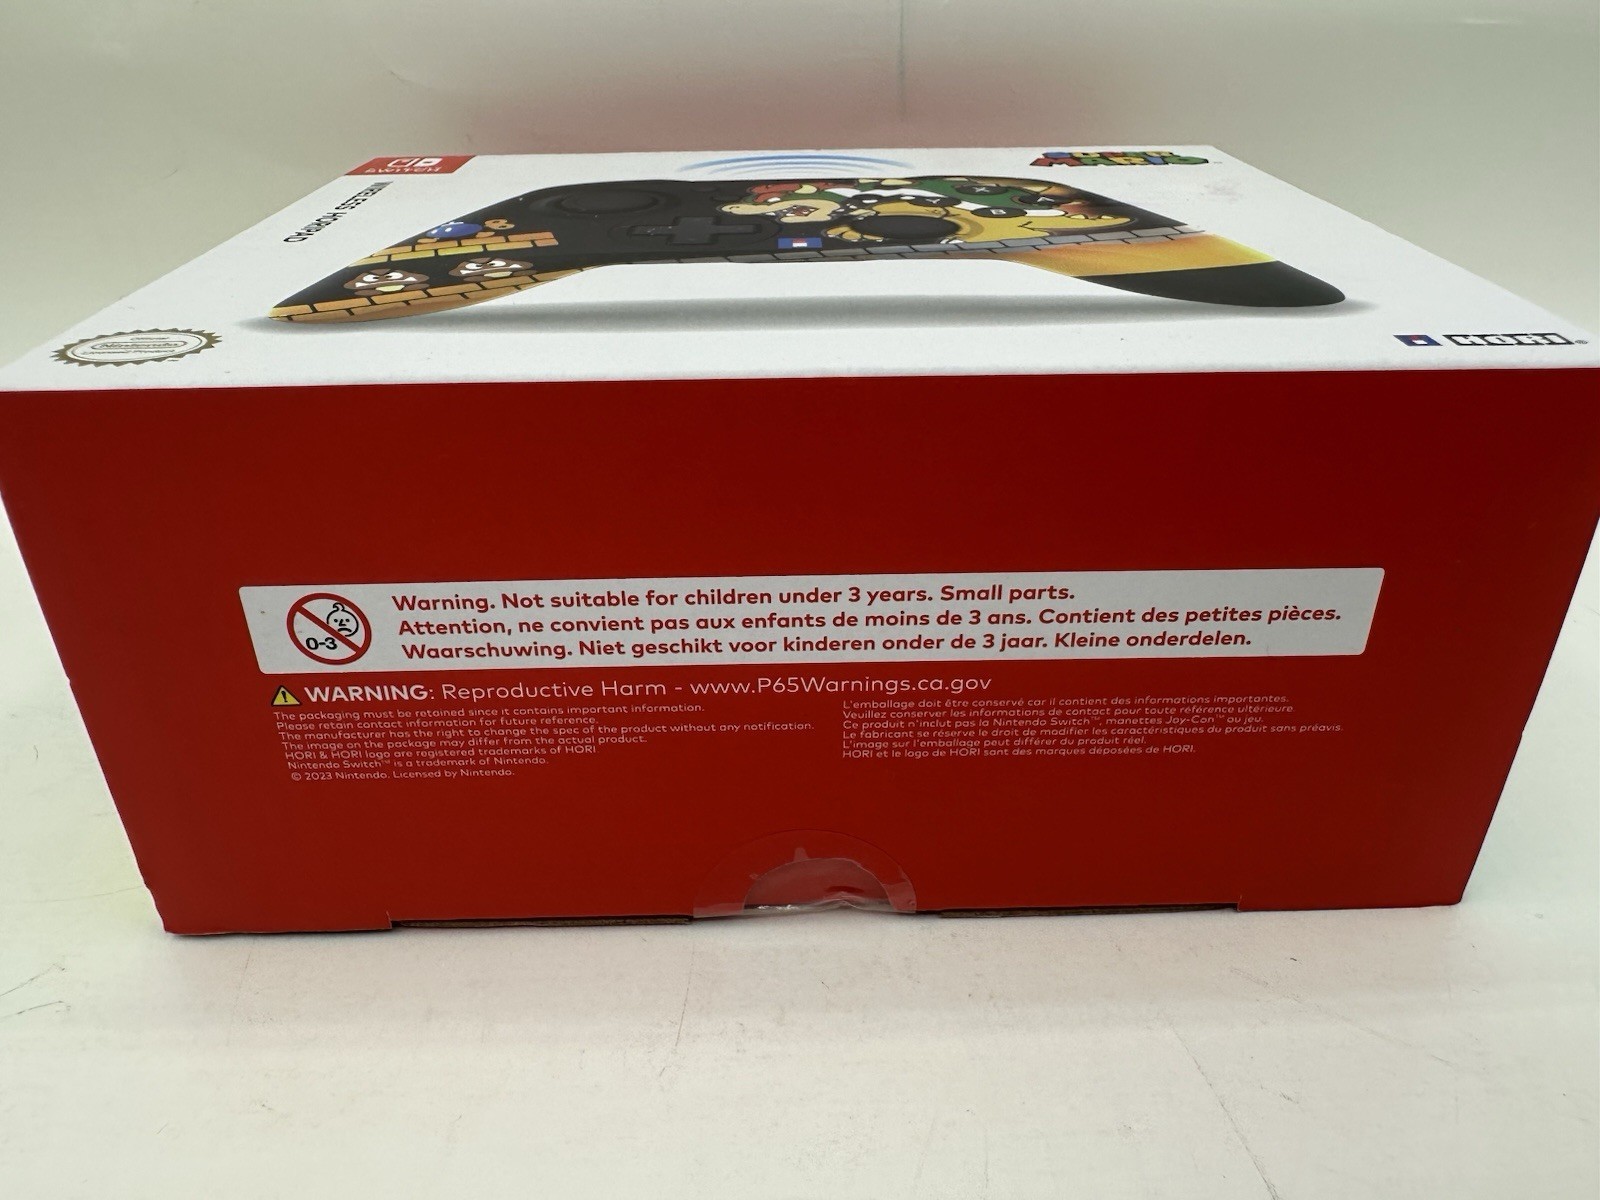 SWITCH
WIRELESS HORIPAD
SUPER
MARIO
X
A
Y
B
Official
Nintendo
Licensed Product
HORI®
0-3
Warning. Not suitable for children under 3 years. Small parts.
Attention, ne convient pas aux enfants de moins de 3 ans. Contient des petites pièces.
Waarschuwing. Niet geschikt voor kinderen onder de 3 jaar. Kleine onderdelen.
WARNING: Reproductive Harm - www.P65Warnings.ca.gov
The packaging must be retained since it contains important information.
Please retain contact information for future reference.
The manufacturer has the right to change the spec of the product without any notification.
The image on the package may differ from the actual product.
HORI & HORI logo are registered trademarks of HORI
Nintendo Switch™ is a trademark of Nintendo.
© 2023 Nintendo. Licensed by Nintendo.
L'emballage doit être conservé car il contient des informations importantes.
Veuillez conserver les informations de contact pour toute référence ultérieure.
Ce produit n'inclut pas la Nintendo Switch™, manettes Joy-Con™ ou jeu.
Le fabricant se réserve le droit de modifier les caractéristiques du produit sans préavis.
L'image sur l'emballage peut différer du produit réel.
HORI et le logo de HORI sont des marques déposées de HORI.